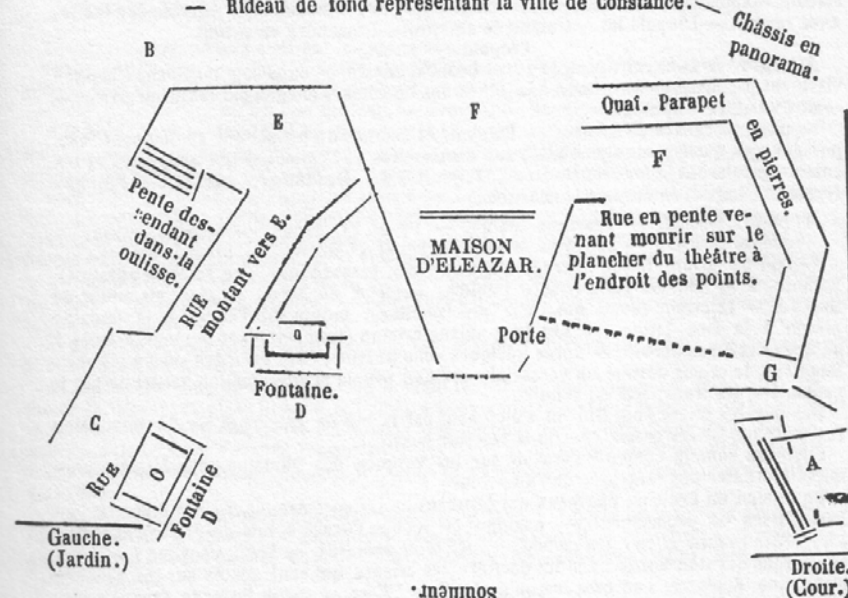 — Rideau de fond représentant la ville de Constance.
Châssis en
panorama.
B
E
F
Quai. Parapet
en pierres.
F
Pente des-
cendant
dans la
coulisse.
RUE
montant vers E.
MAISON
D'ELEAZAR.
Rue en pente ve-
nant mourir sur le
plancher du théâtre à
l'endroit des points.
Porte
a
Fontaine.
D
G
C
RUE
O
Fontaine
D
A
Gauche.
(Jardin.)
Droite.
(Cour.)